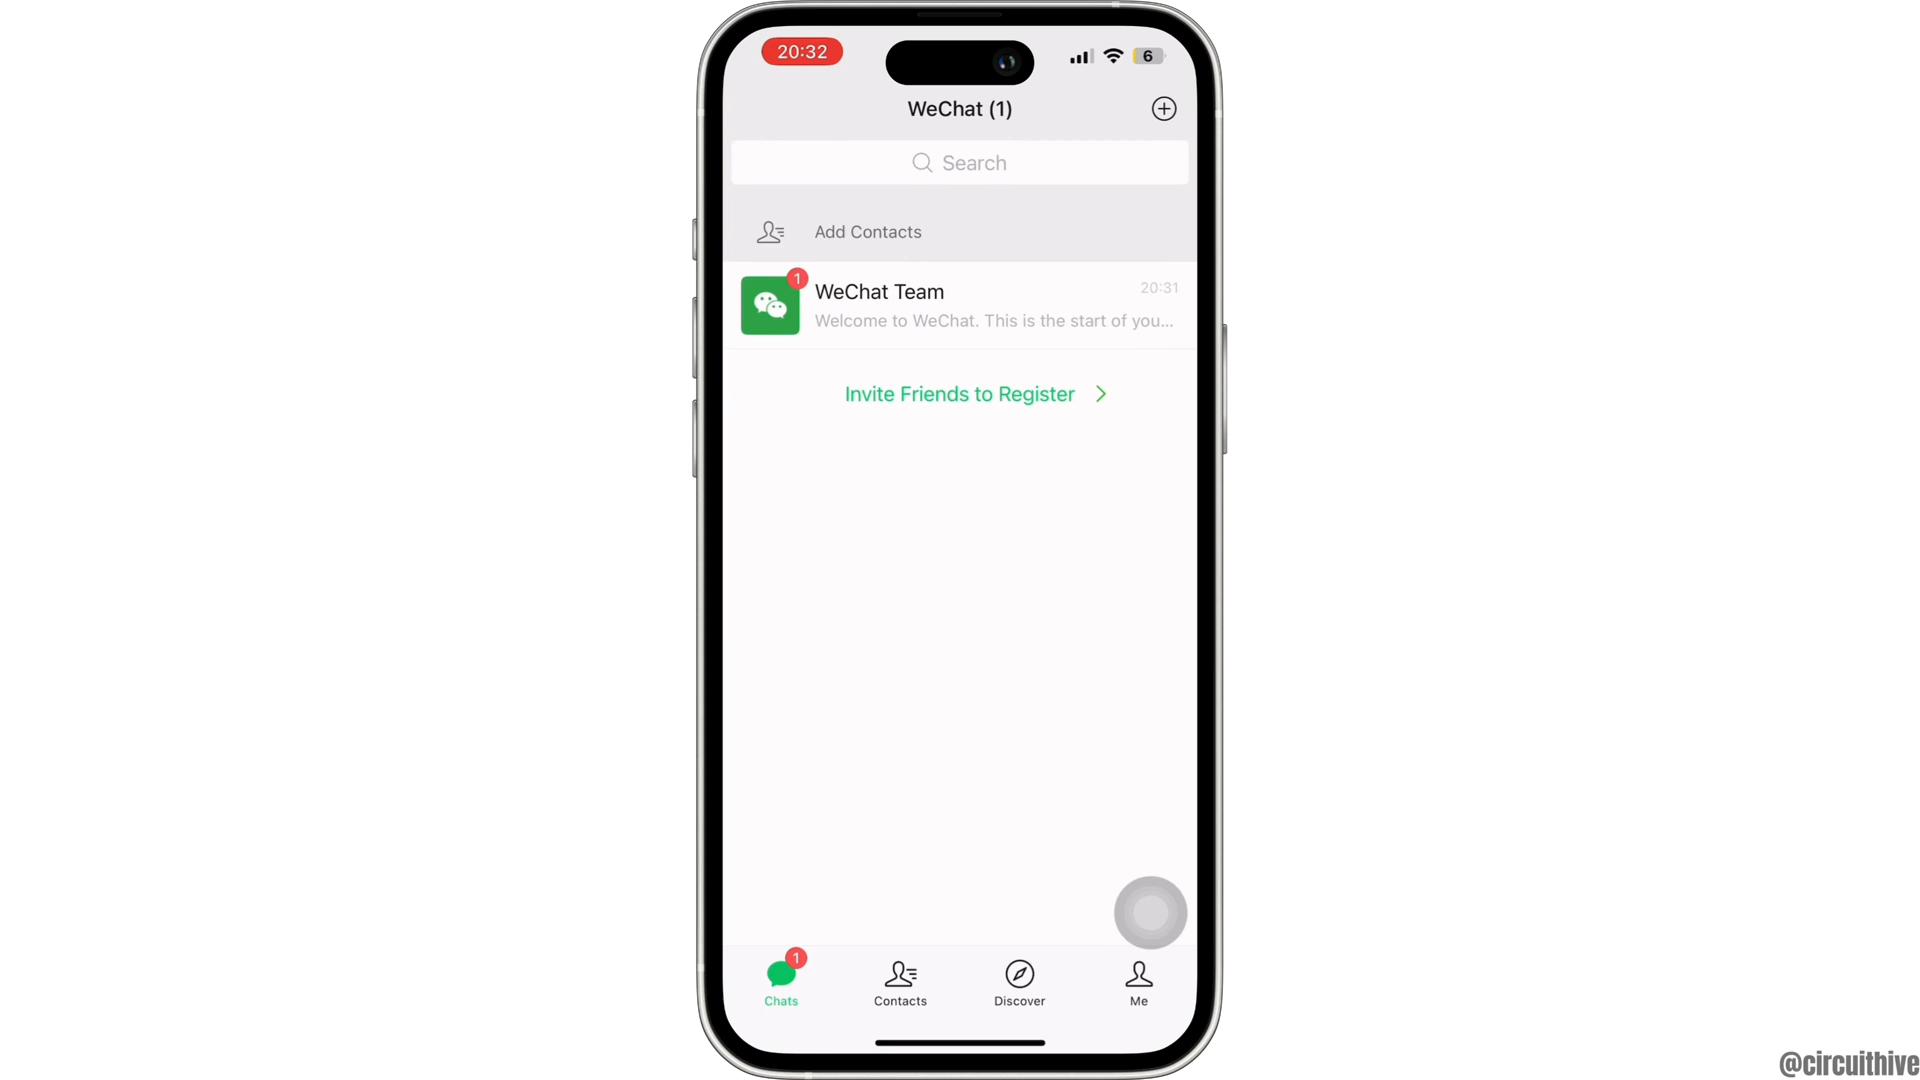 20:32
6
WeChat (1)
Search
Add Contacts
1
WeChat Team
20:31
Welcome to WeChat. This is the start of you...
Invite Friends to Register
1
Chats
Contacts
Discover
Me
@circuithive